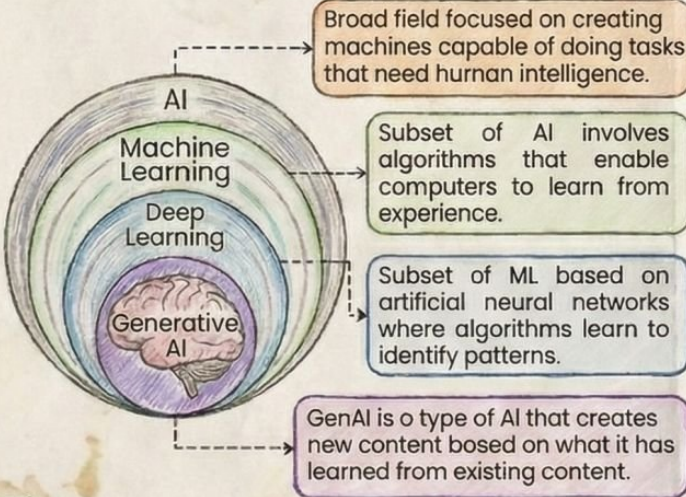 Broad field focused on creating
machines capable of doing tasks
that need hurnan intelligence.
AI
Machine
Learning
Subset of AI involves
algorithms that enable
computers to learn from
experience.
Deep
Learning
Subset of ML based on
artificial neural networks
where algorithms learn to
identify patterns.
Generative
AI
GenAI is o type of AI that creates
new content bosed on what it has
learned from existing content.